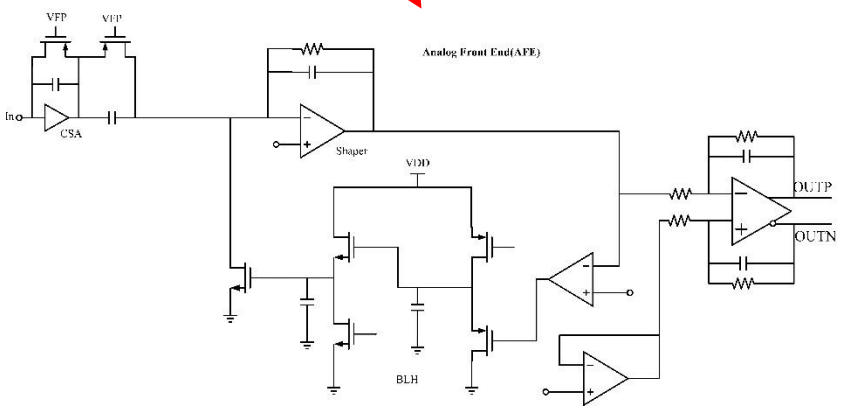 VFP VFP
Analog Front End(AFE)
In
CSA
Shaper
VDD
OUTP
OUTN
BLH